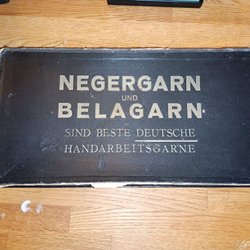 NEGERGARN
UND
BELAGARN
SIND BESTE DEUTSCHE
HANDARBEITSGARNE